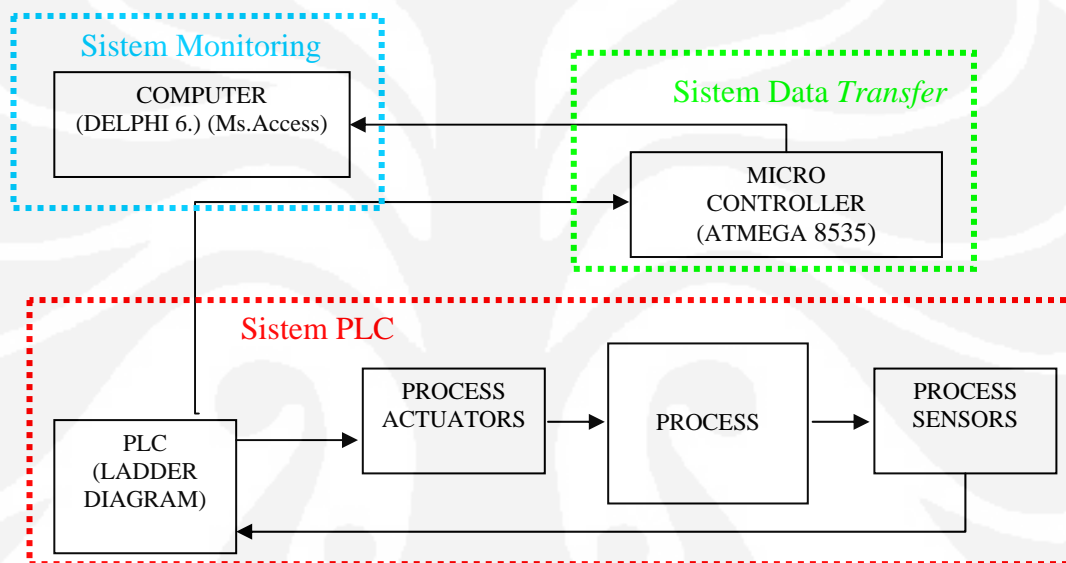 Sistem Monitoring
COMPUTER
(DELPHI 6.) (Ms.Access)
Sistem Data Transfer
MICRO
CONTROLLER
(ATMEGA 8535)
Sistem PLC
PLC
(LADDER
DIAGRAM)
PROCESS
ACTUATORS
PROCESS
PROCESS
SENSORS